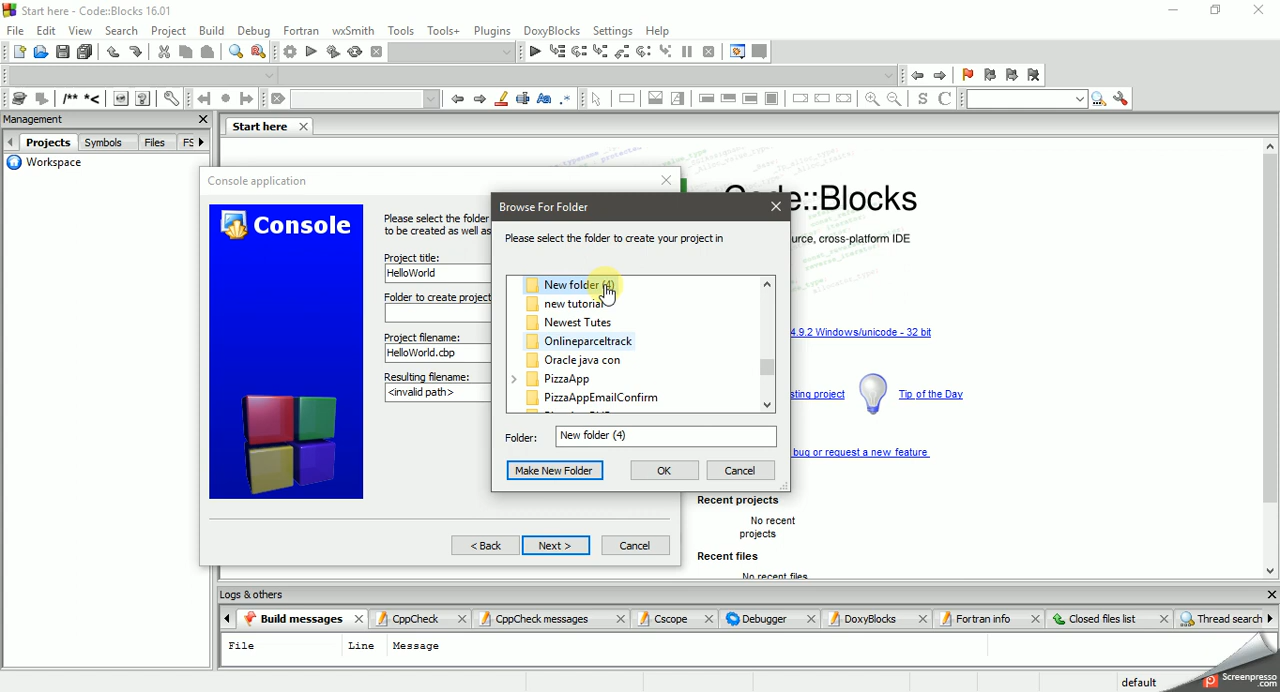 Start here - Code::Blocks 16.01
File Edit View Search Project Build Debug Fortran wxSmith Tools Tools+ Plugins DoxyBlocks Settings Help
/** *<
S C
Management
Projects Symbols Files FS
Workspace
Start here
Code::Blocks
urce, cross-platform IDE
4.9.2 Windows/unicode - 32 bit
sting project Tip of the Day
bug or request a new feature
Recent projects
No recent
projects
Recent files
No recent files
Console application
Console
Please select the folder
to be created as well as
Project title:
HelloWorld
Folder to create project
Project filename:
HelloWorld.cbp
Resulting filename:
<invalid path>
< Back Next > Cancel
Browse For Folder
Please select the folder to create your project in
New folder (4)
new tutorial
Newest Tutes
Onlineparceltrack
Oracle java con
PizzaApp
PizzaAppEmailConfirm
Folder: New folder (4)
Make New Folder OK Cancel
Logs & others
Build messages CppCheck CppCheck messages Cscope Debugger DoxyBlocks Fortran info Closed files list Thread search
File Line Message
default
Screenpresso
.com